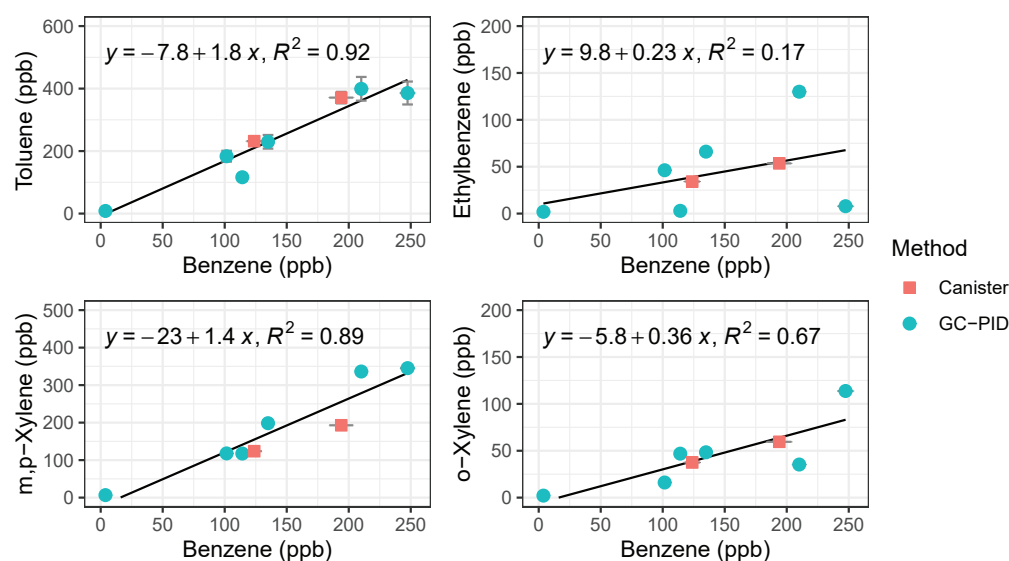 y = −7.8 + 1.8 x, R² = 0.92
Toluene (ppb)
600
400
200
0
0 50 100 150 200 250
Benzene (ppb)
y = 9.8 + 0.23 x, R² = 0.17
Ethylbenzene (ppb)
200
150
100
50
0
0 50 100 150 200 250
Benzene (ppb)
y = −23 + 1.4 x, R² = 0.89
m,p−Xylene (ppb)
500
400
300
200
100
0
0 50 100 150 200 250
Benzene (ppb)
y = −5.8 + 0.36 x, R² = 0.67
o−Xylene (ppb)
200
150
100
50
0
0 50 100 150 200 250
Benzene (ppb)
Method
Canister
GC−PID